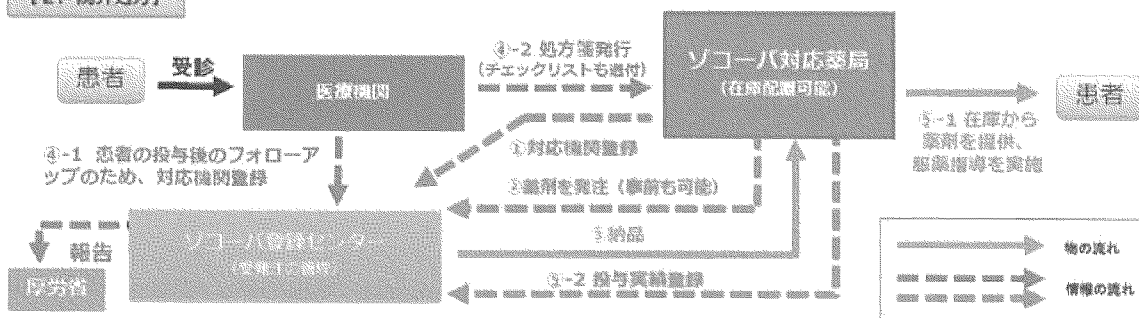 【2. 院外処方】
患者
受診
医療機関
④-2 処方箋発行
(チェックリストも送付)
ゾコーバ対応薬局
(在庫配置可能)
患者
⑤-1 在庫から
薬剤を提供、
服薬指導を実施
④-1 患者の投与後のフォローア
ップのため、対応機関登録
①対応機関登録
②薬剤を発注（事前も可能）
ゾコーバ登録センター
③納品
報告
厚労省
⑤-2 投与実績登録
物の流れ
情報の流れ